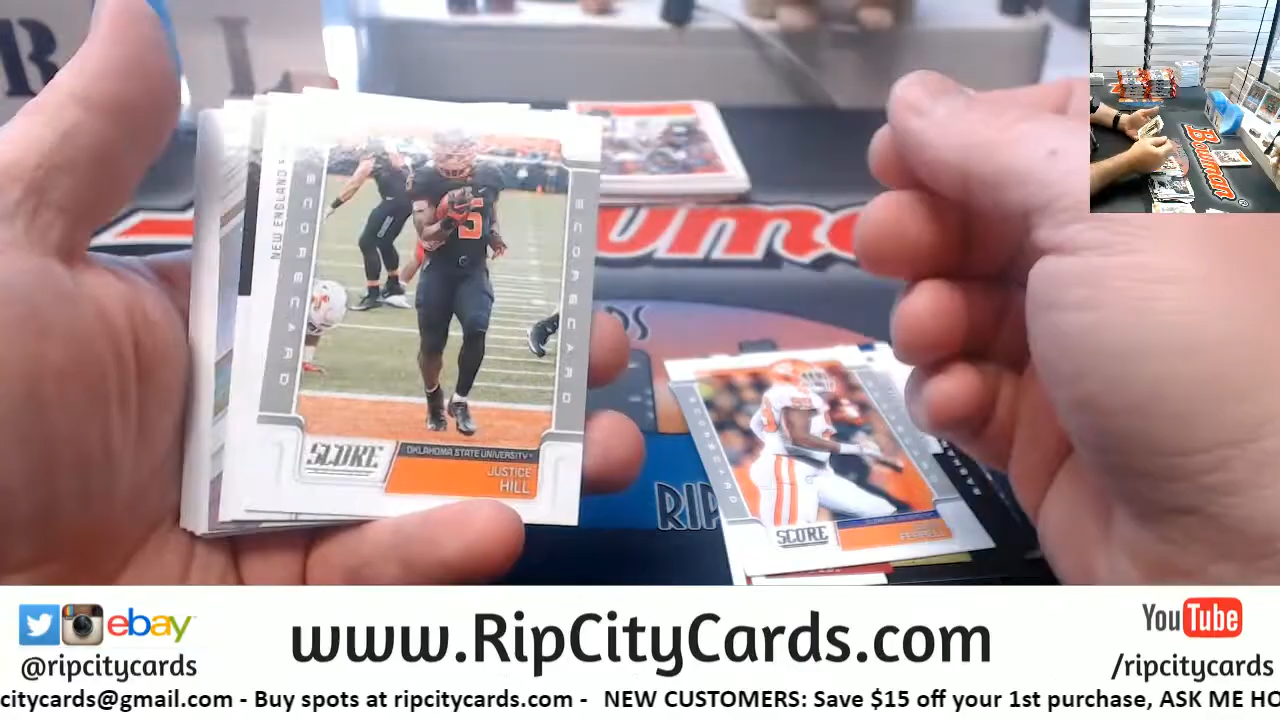 NEW ENGLAND
SCORECARD
SCORECARD
SCORE
OKLAHOMA STATE UNIVERSITY
JUSTICE
HILL
SCORE
FERRELL
RIP
Bowman
ebay
@ripcitycards
www.RipCityCards.com
YouTube
/ripcitycards
citycards@gmail.com - Buy spots at ripcitycards.com - NEW CUSTOMERS: Save $15 off your 1st purchase, ASK ME HO